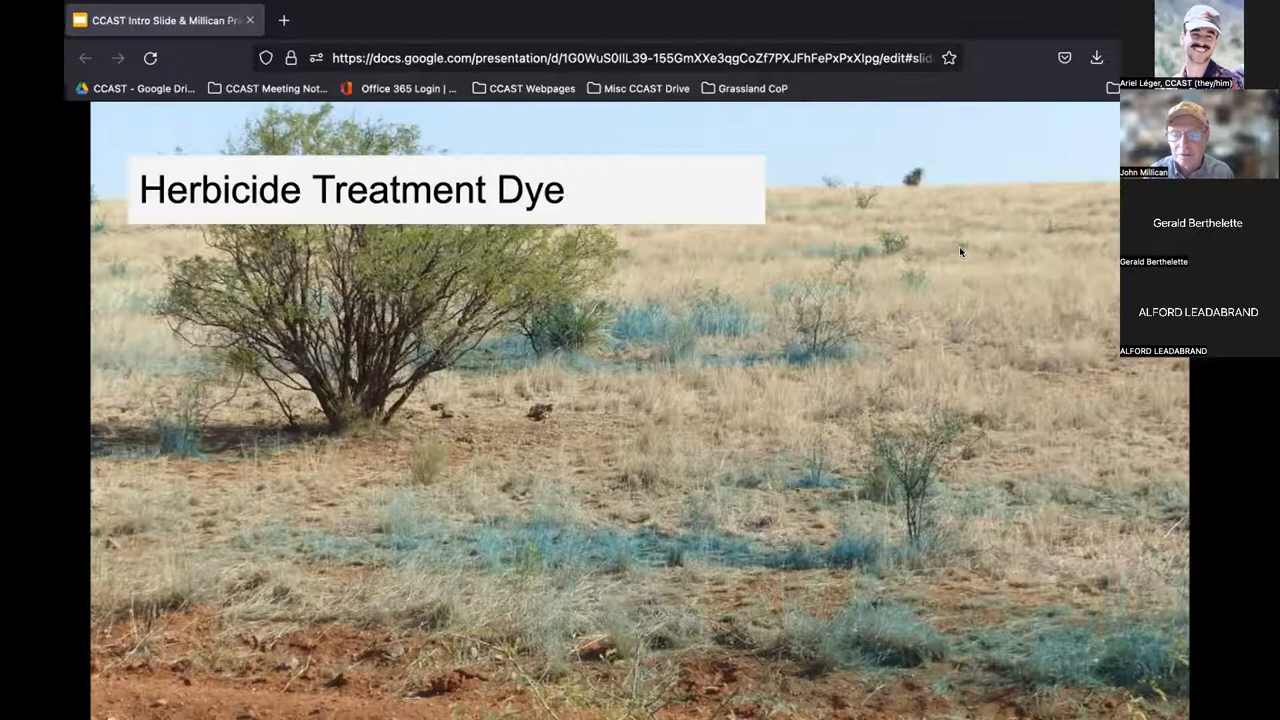 CCAST Intro Slide & Millican Pr
https://docs.google.com/presentation/d/1G0WuS0IlL39-155GmXXe3qgCoZf7PXJFhFePxPxXlpg/edit#slid
CCAST - Google Dri...
CCAST Meeting Not...
Office 365 Login | ...
CCAST Webpages
Misc CCAST Drive
Grassland CoP
Herbicide Treatment Dye
Ariel Léger, CCAST (they/him)
John Millican
Gerald Berthelette
Gerald Berthelette
ALFORD LEADABRAND
ALFORD LEADABRAND